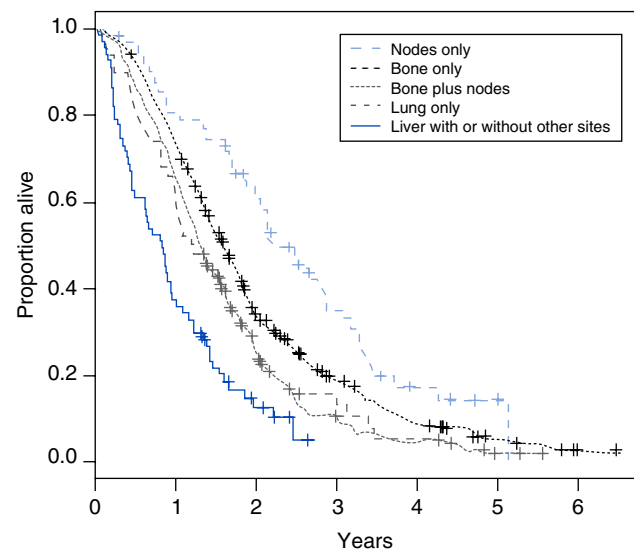 1.0
0.8
0.6
0.4
0.2
0.0
Proportion alive
Nodes only
Bone only
Bone plus nodes
Lung only
Liver with or without other sites
0 1 2 3 4 5 6
Years